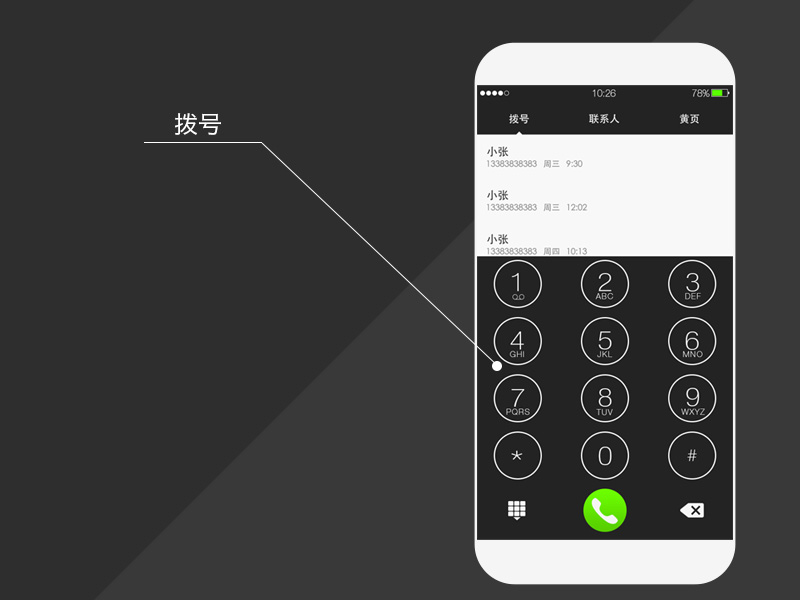 拨号
10:26 78%
拨号 联系人 黄页
小张
13383838383 周三 9:30
小张
13383838383 周三 12:02
小张
13383838383 周四 10:13
1 2 3
ABC DEF
4 5 6
GHI JKL MNO
7 8 9
PQRS TUV WXYZ
* 0 #